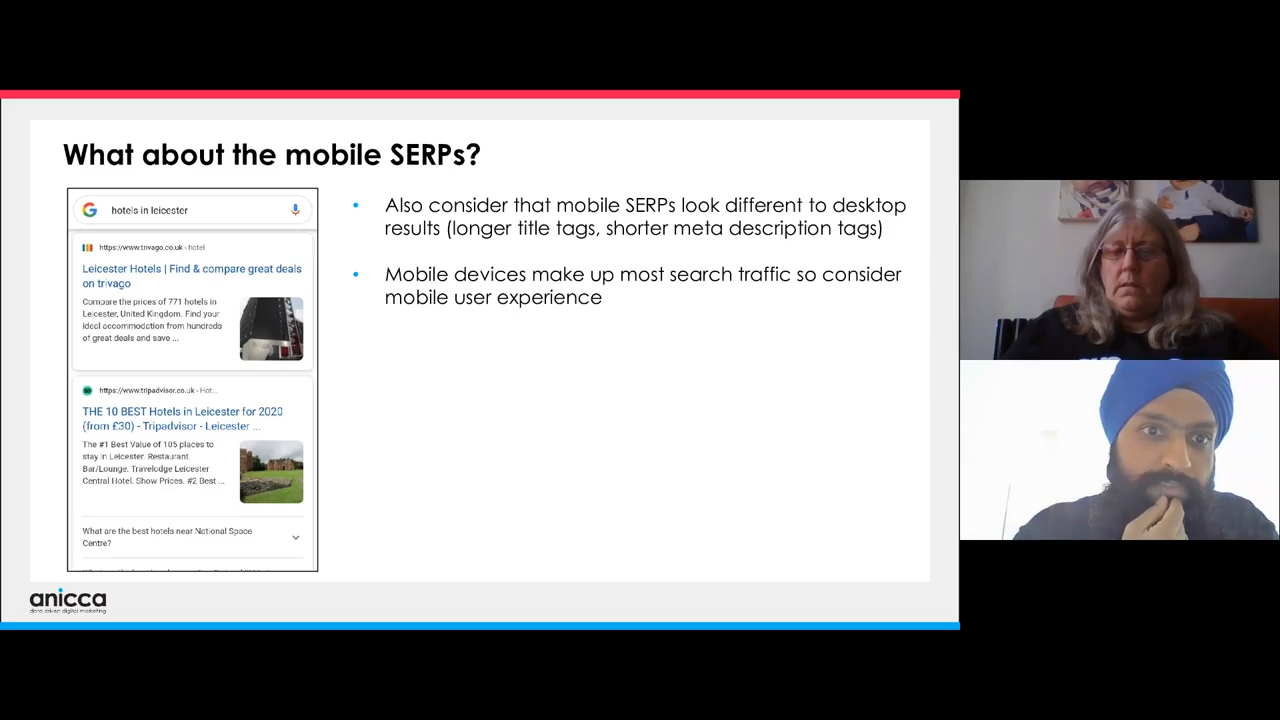 What about the mobile SERPs?
hotels in leicester
https://www.trivago.co.uk › hotel
Leicester Hotels | Find & compare great deals
on trivago
Compare the prices of 771 hotels in
Leicester, United Kingdom. Find your
ideal accommodation from hundreds
of great deals and save ...
https://www.tripadvisor.co.uk › Hot...
THE 10 BEST Hotels in Leicester for 2020
(from £30) - Tripadvisor - Leicester ...
The #1 Best Value of 105 places to
stay in Leicester. Restaurant.
Bar/Lounge. Travelodge Leicester
Central Hotel. Show Prices. #2 Best ...
What are the best hotels near National Space
Centre?
• Also consider that mobile SERPs look different to desktop
results (longer title tags, shorter meta description tags)
• Mobile devices make up most search traffic so consider
mobile user experience
anicca
data driven digital marketing